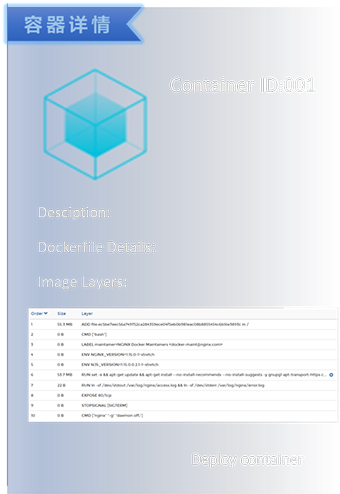 容器详情
Conrainer ID:001
Desciption:
Dockerfile Details:
Image Layers:
Order Size Layer
1 55.3 MB ADD
2 0 B CMD ["bash"]
3 0 B LABEL maintainer=NGINX Docker Maintainers <docker-maint@nginx.com>
4 0 B ENV NGINX_VERSION=1.15.0-1~stretch
5 0 B ENV NJS_VERSION=1.15.0.0.2.1-1~stretch
6 53.7 MB RUN set -x && apt-get update && apt-get install --no-install-recommends --no-install-suggests -y gnupg1 apt-transport-https c...
7 22 B RUN ln -sf /dev/stdout /var/log/nginx/access.log && ln -sf /dev/stderr /var/log/nginx/error.log
8 0 B EXPOSE 80/tcp
9 0 B STOPSIGNAL [SIGTERM]
10 0 B CMD ["nginx" "-g" "daemon off;"]
Deploy container